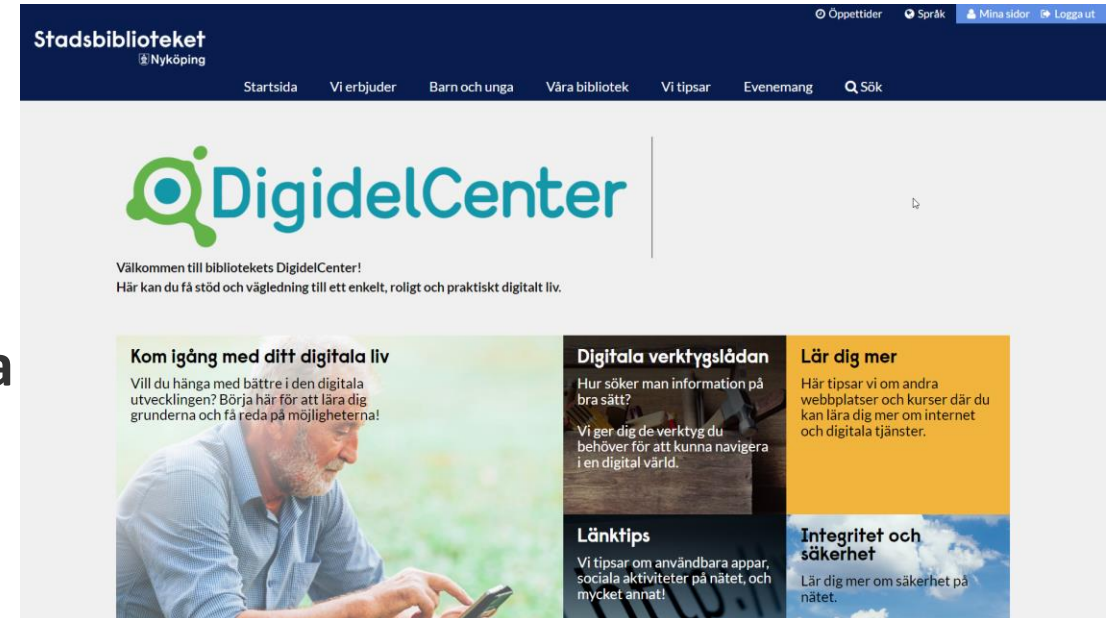 Öppettider Språk Mina sidor Logga ut
Stadsbiblioteket
Nyköping
Startsida Vi erbjuder Barn och unga Våra bibliotek Vi tipsar Evenemang Sök
DigidelCenter
Välkommen till bibliotekets DigidelCenter!
Här kan du få stöd och vägledning till ett enkelt, roligt och praktiskt digitalt liv.
a
Kom igång med ditt digitala liv
Vill du hänga med bättre i den digitala
utvecklingen? Börja här för att lära dig
grunderna och få reda på möjligheterna!
Digitala verktygslådan
Hur söker man information på
bra sätt?
Vi ger dig de verktyg du
behöver för att kunna navigera
i en digital värld.
Lär dig mer
Här tipsar vi om andra
webbplatser och kurser där du
kan lära dig mer om internet
och digitala tjänster.
Länktips
Vi tipsar om användbara appar,
sociala aktiviteter på nätet, och
mycket annat!
http://
Integritet och
säkerhet
Lär dig mer om säkerhet på
nätet.